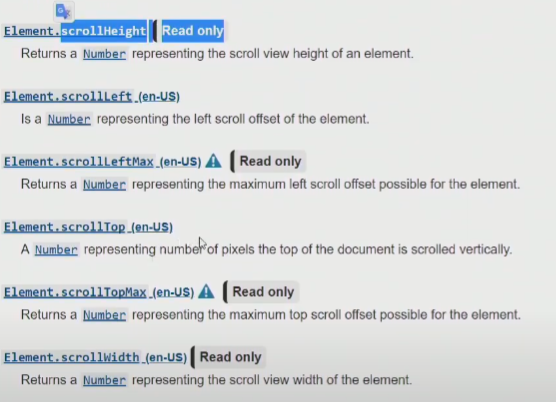 Element.scrollHeight Read only
Returns a Number representing the scroll view height of an element.
Element.scrollLeft (en-US)
Is a Number representing the left scroll offset of the element.
Element.scrollLeftMax (en-US) Read only
Returns a Number representing the maximum left scroll offset possible for the element.
Element.scrollTop (en-US)
A Number representing number of pixels the top of the document is scrolled vertically.
Element.scrollTopMax (en-US) Read only
Returns a Number representing the maximum top scroll offset possible for the element.
Element.scrollWidth (en-US) Read only
Returns a Number representing the scroll view width of the element.